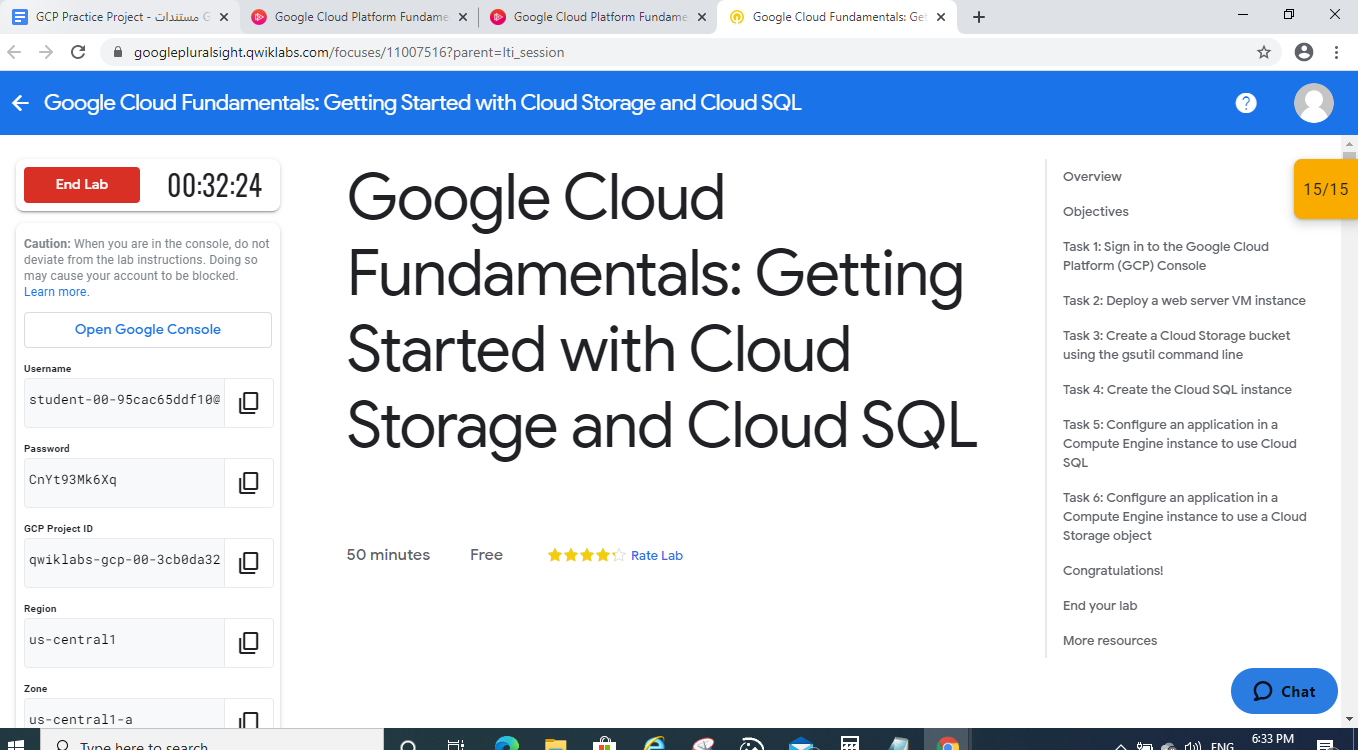 GCP Practice Project - مستندات G
Google Cloud Platform Fundame
Google Cloud Platform Fundame
Google Cloud Fundamentals: Get
googlepluralsight.qwiklabs.com/focuses/11007516?parent=lti_session
Google Cloud Fundamentals: Getting Started with Cloud Storage and Cloud SQL
?
End Lab
00:32:24
Caution: When you are in the console, do not
deviate from the lab instructions. Doing so
may cause your account to be blocked.
Learn more.
Open Google Console
Username
student-00-95cac65ddf10@
Password
CnYt93Mk6Xq
GCP Project ID
qwiklabs-gcp-00-3cb0da32
Region
us-central1
Zone
us-central1-a
Google Cloud
Fundamentals: Getting
Started with Cloud
Storage and Cloud SQL
50 minutes
Free
Rate Lab
Overview
Objectives
Task 1: Sign in to the Google Cloud
Platform (GCP) Console
Task 2: Deploy a web server VM instance
Task 3: Create a Cloud Storage bucket
using the gsutil command line
Task 4: Create the Cloud SQL instance
Task 5: Configure an application in a
Compute Engine instance to use Cloud
SQL
Task 6: Configure an application in a
Compute Engine instance to use a Cloud
Storage object
Congratulations!
End your lab
More resources
15/15
Chat
Type here to search
ENG
6:33 PM